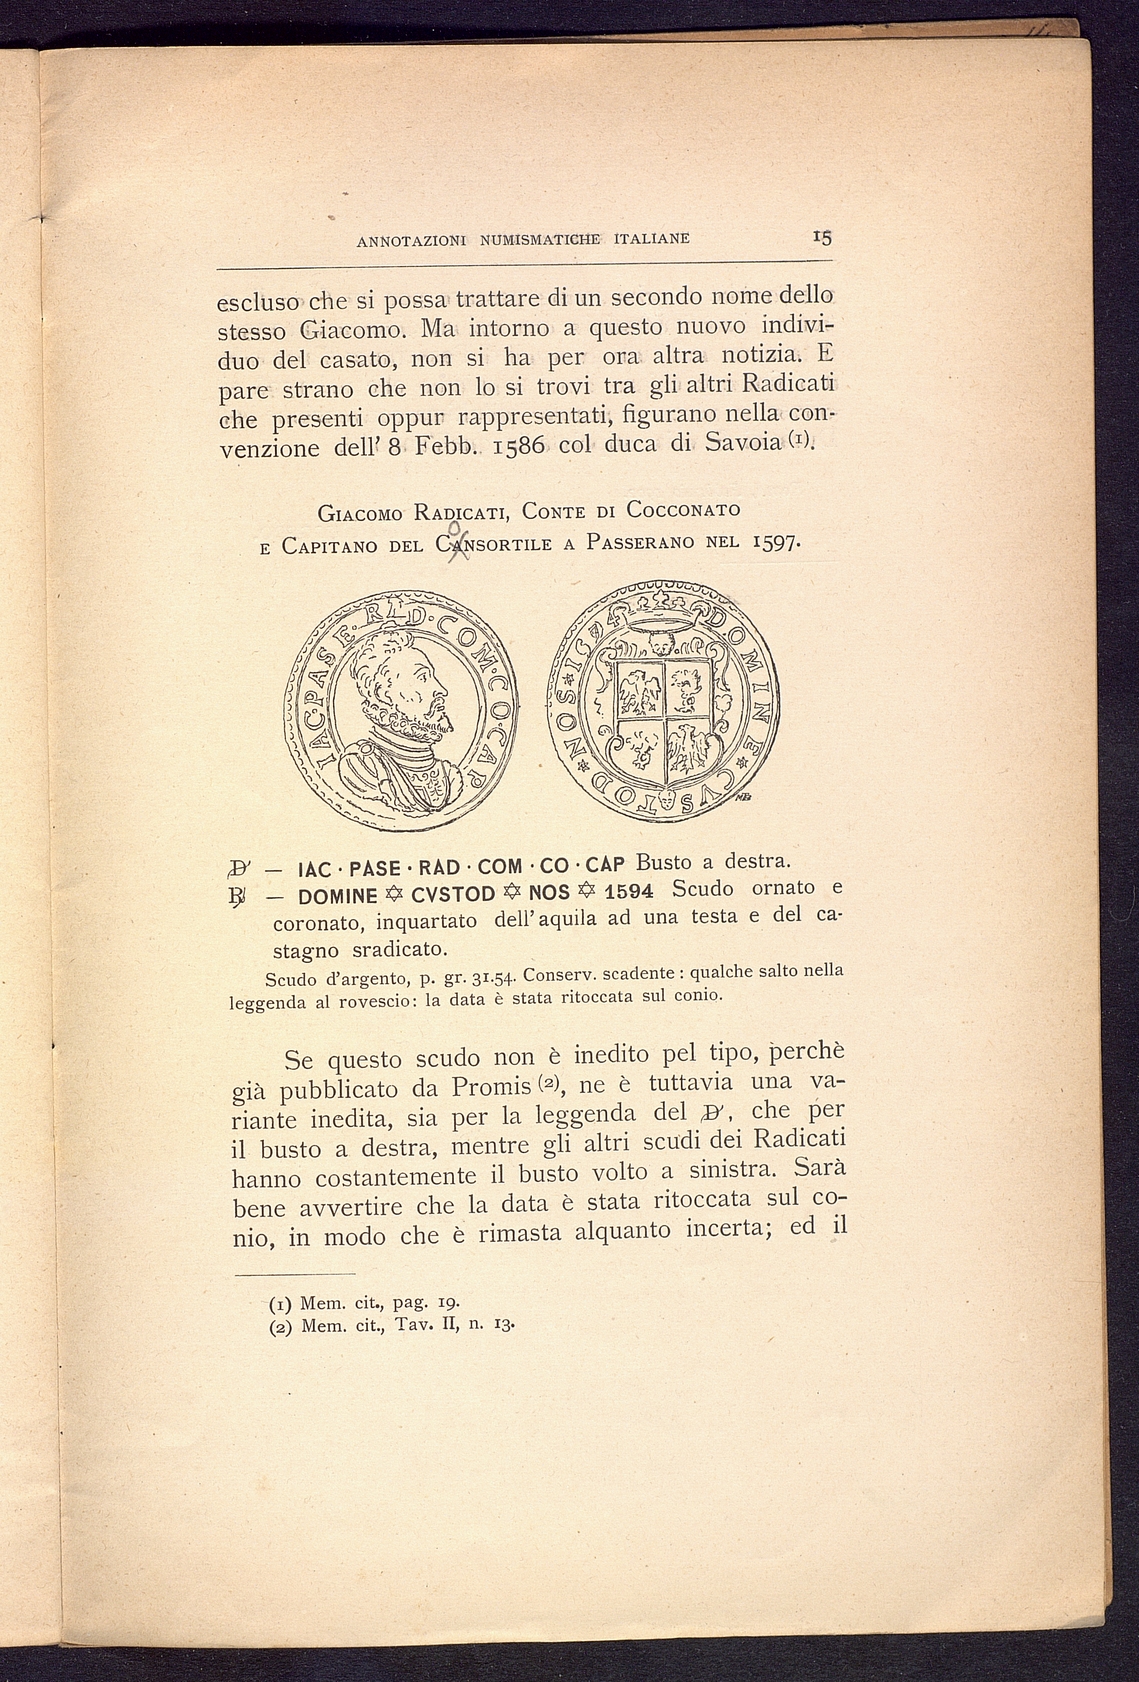 ANNOTAZIONI NUMISMATICHE ITALIANE 15
escluso che si possa trattare di un secondo nome dello
stesso Giacomo. Ma intorno a questo nuovo indivi-
duo del casato, non si ha per ora altra notizia. E
pare strano che non lo si trovi tra gli altri Radicati
che presenti oppur rappresentati, figurano nella con-
venzione dell' 8 Febb. 1586 col duca di Savoia (1).
GIACOMO RADICATI, CONTE DI COCCONATO
o
E CAPITANO DEL CANSORTILE A PASSERANO NEL 1597.
IAC·PASE·RAD·COM·CO·CAP
DOMINE ✶ CVSTOD ✶ NOS ✶ 1594
D' — IAC · PASE · RAD · COM · CO · CAP Busto a destra.
R' — DOMINE ✡ CVSTOD ✡ NOS ✡ 1594 Scudo ornato e
coronato, inquartato dell'aquila ad una testa e del ca-
stagno sradicato.
Scudo d'argento, p. gr. 31.54. Conserv. scadente : qualche salto nella
leggenda al rovescio: la data è stata ritoccata sul conio.
Se questo scudo non è inedito pel tipo, perchè
già pubblicato da Promis (2), ne è tuttavia una va-
riante inedita, sia per la leggenda del D', che per
il busto a destra, mentre gli altri scudi dei Radicati
hanno costantemente il busto volto a sinistra. Sarà
bene avvertire che la data è stata ritoccata sul co-
nio, in modo che è rimasta alquanto incerta; ed il
(1) Mem. cit., pag. 19.
(2) Mem. cit., Tav. II, n. 13.